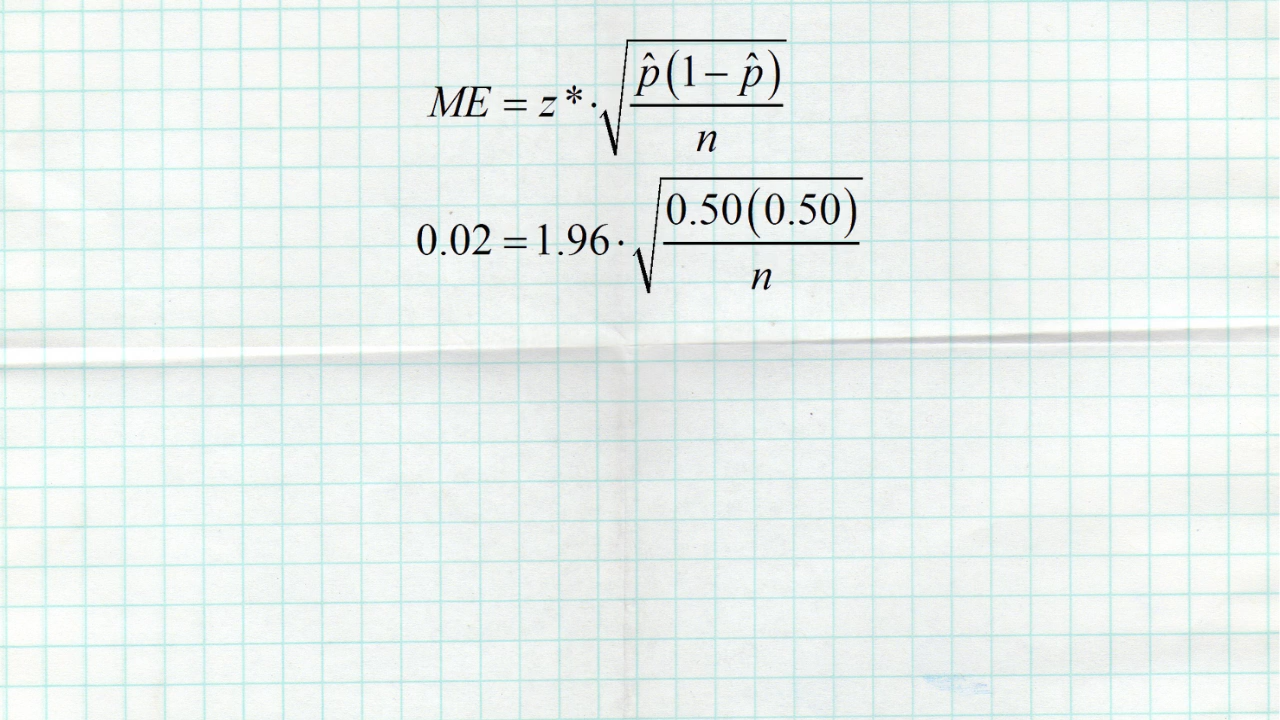 ME = z* · √(p̂(1 − p̂)/n)
0.02 = 1.96 · √(0.50(0.50)/n)